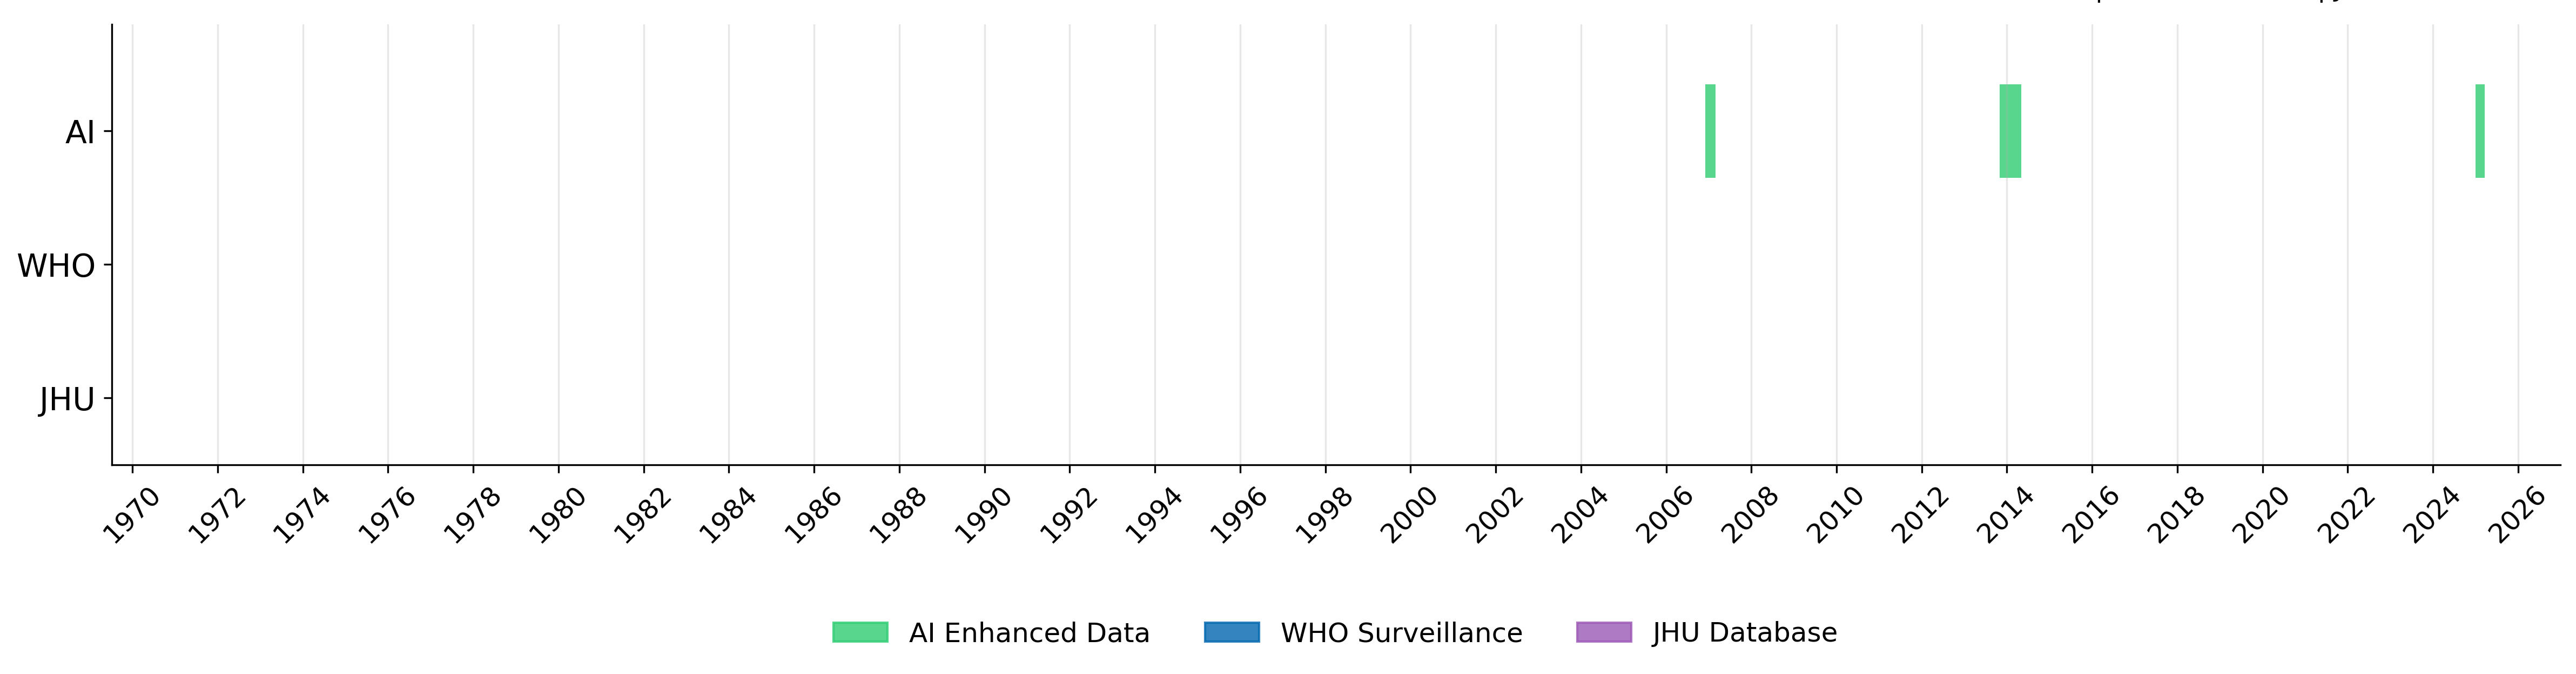 AI
WHO
JHU
1970 1972 1974 1976 1978 1980 1982 1984 1986 1988 1990 1992 1994 1996 1998 2000 2002 2004 2006 2008 2010 2012 2014 2016 2018 2020 2022 2024 2026
AI Enhanced Data WHO Surveillance JHU Database